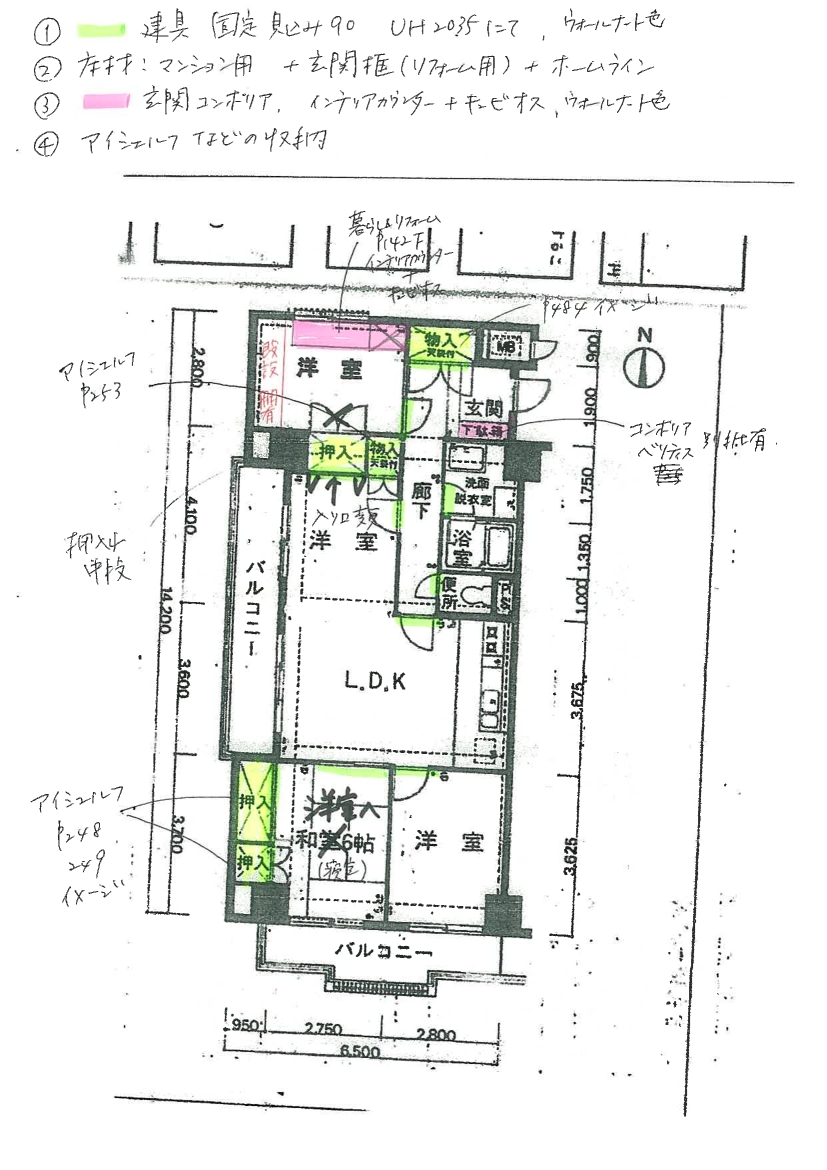 ① 建具 固定見込み90 UH2035にて、ウォールナット色
② 床材：マンション用 + 玄関框(リフォーム用) + ホームライン
③ 玄関コンポリア、インテリアカウンター+キュビオス、ウォールナット色
④ アイシェルフ などの収納
暮らしリフォーム
P142下
インテリアカウンター
+
キュビオス
P484 イメージ
N
物入
天袋付
MB
既設 棚有
洋室
アイシェルフ
P253
玄関
下駄箱
コンポリア
ベリティス 別紙有.
押入
物入
天袋付
洗面
脱衣室
廊下
入り口変
洋室
押入
中段
浴室
バルコニー
便所
L.D.K
アイシェルフ
P248
249
イメージ
押入
押入
洋室へ
和室6帖
(寝室)
洋室
バルコニー
2,800
4,100
14,200
3,600
3,700
900
1,900
1,750
1,350
1,000
3,675
3,625
950
2,750
2,800
6,500